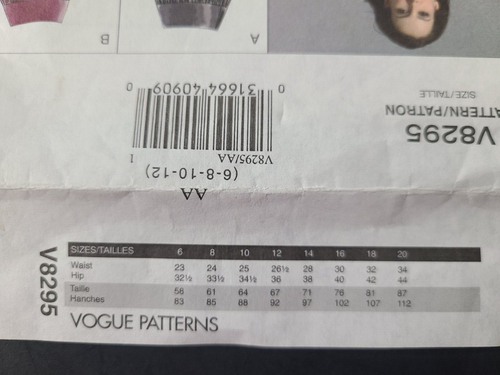 B
A
SIZE/TAILLE
ATTERN/PATRON
V8295
0 31664 40909 0
V8295/AA 1
(6-8-10-12)
AA
V8295
SIZES/TAILLES 6 8 10 12 14 16 18 20
Waist 23 24 25 26½ 28 30 32 34
Hip 32½ 33½ 34½ 36 38 40 42 44
Taille 58 61 64 67 71 76 81 87
Hanches 83 85 88 92 97 102 107 112
VOGUE PATTERNS